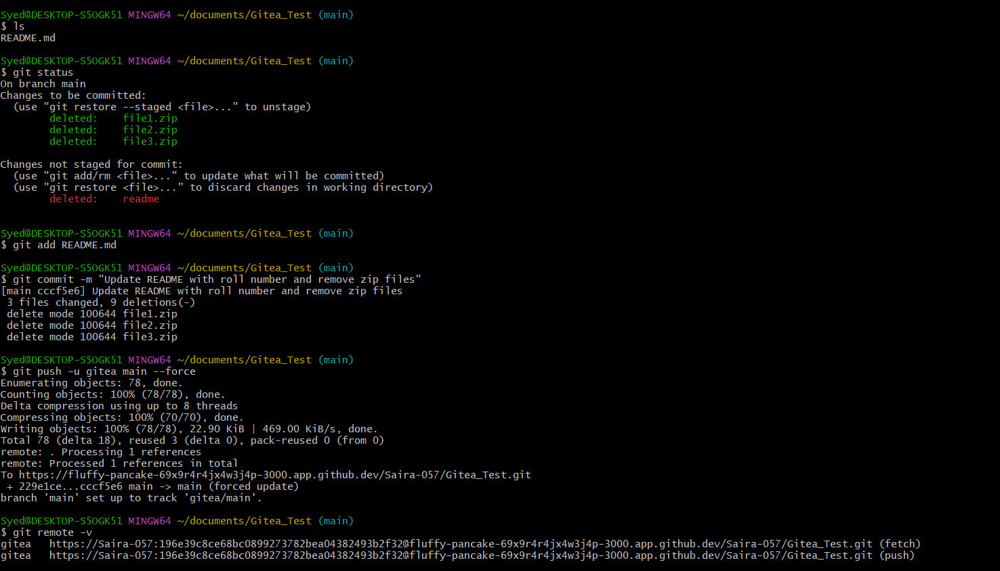 Syed@DESKTOP-S5OGK51 MINGW64 ~/documents/Gitea_Test (main)
$ ls
README.md
Syed@DESKTOP-S5OGK51 MINGW64 ~/documents/Gitea_Test (main)
$ git status
On branch main
Changes to be committed:
  (use "git restore --staged <file>..." to unstage)
        deleted:    file1.zip
        deleted:    file2.zip
        deleted:    file3.zip
Changes not staged for commit:
  (use "git add/rm <file>..." to update what will be committed)
  (use "git restore <file>..." to discard changes in working directory)
        deleted:    readme
Syed@DESKTOP-S5OGK51 MINGW64 ~/documents/Gitea_Test (main)
$ git add README.md
Syed@DESKTOP-S5OGK51 MINGW64 ~/documents/Gitea_Test (main)
$ git commit -m "Update README with roll number and remove zip files"
[main cccf5e6] Update README with roll number and remove zip files
 3 files changed, 9 deletions(-)
 delete mode 100644 file1.zip
 delete mode 100644 file2.zip
 delete mode 100644 file3.zip
Syed@DESKTOP-S5OGK51 MINGW64 ~/documents/Gitea_Test (main)
$ git push -u gitea main --force
Enumerating objects: 78, done.
Counting objects: 100% (78/78), done.
Delta compression using up to 8 threads
Compressing objects: 100% (70/70), done.
Writing objects: 100% (78/78), 22.90 KiB | 469.00 KiB/s, done.
Total 78 (delta 18), reused 3 (delta 0), pack-reused 0 (from 0)
remote: . Processing 1 references
remote: Processed 1 references in total
To https://fluffy-pancake-69x9r4r4jx4w3j4p-3000.app.github.dev/Saira-057/Gitea_Test.git
 + 229e1ce...cccf5e6 main -> main (forced update)
branch 'main' set up to track 'gitea/main'.
Syed@DESKTOP-S5OGK51 MINGW64 ~/documents/Gitea_Test (main)
$ git remote -v
gitea   https://Saira-057:196e39c8ce68bc0899273782bea04382493b2f32@fluffy-pancake-69x9r4r4jx4w3j4p-3000.app.github.dev/Saira-057/Gitea_Test.git (fetch)
gitea   https://Saira-057:196e39c8ce68bc0899273782bea04382493b2f32@fluffy-pancake-69x9r4r4jx4w3j4p-3000.app.github.dev/Saira-057/Gitea_Test.git (push)